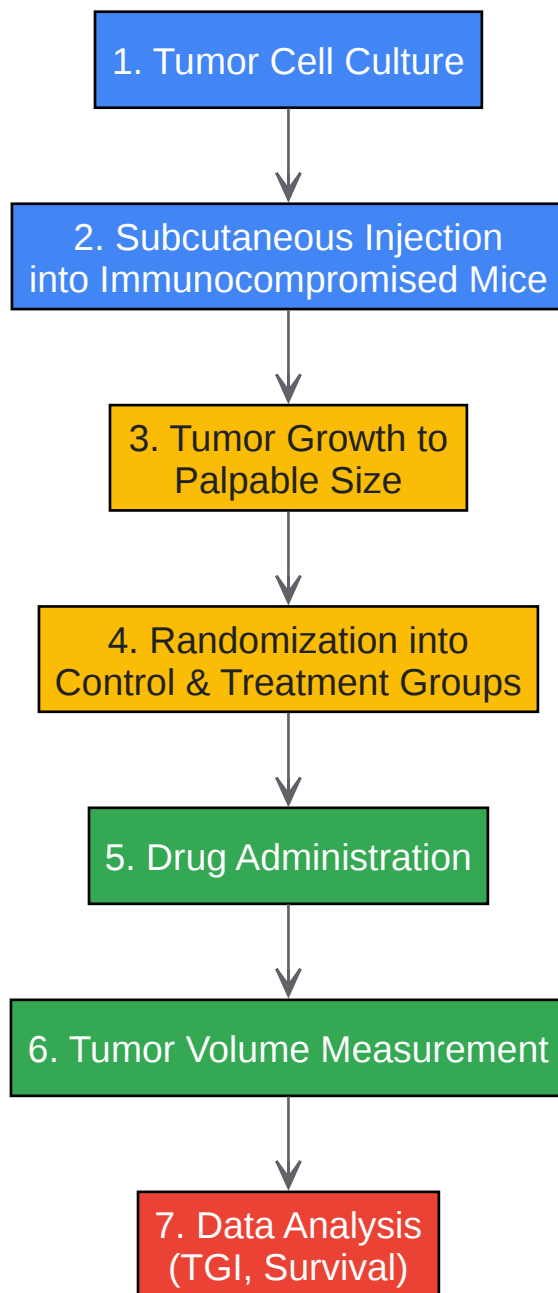 1. Tumor Cell Culture
2. Subcutaneous Injection
into Immunocompromised Mice
3. Tumor Growth to
Palpable Size
4. Randomization into
Control & Treatment Groups
5. Drug Administration
6. Tumor Volume Measurement
7. Data Analysis
(TGI, Survival)